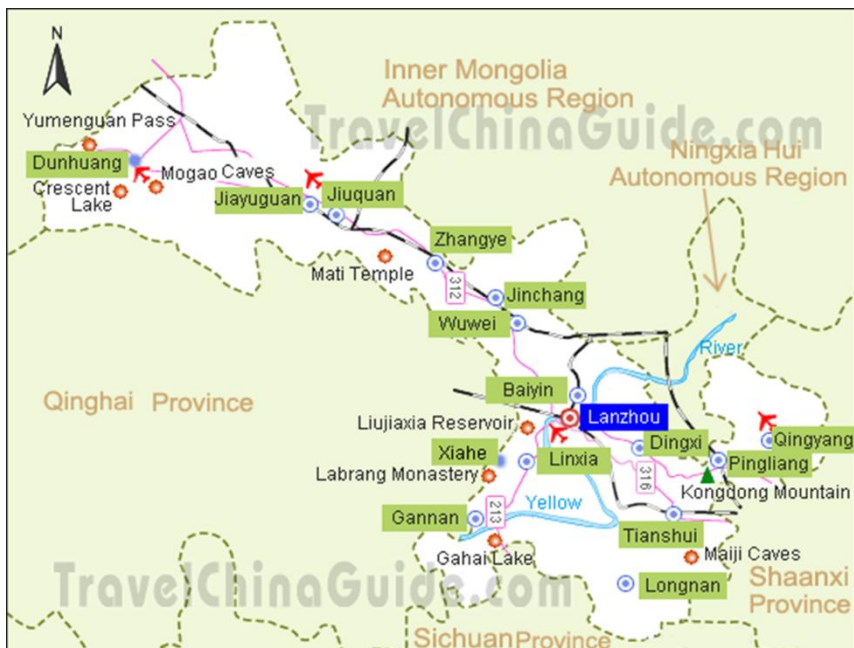 N
Inner Mongolia
Autonomous Region
TravelChinaGuide.com
Yumenguan Pass
Ningxia Hui
Autonomous Region
Dunhuang
Mogao Caves
Crescent
Lake
Jiayuguan
Jiuquan
Zhangye
Mati Temple
312
Jinchang
Wuwei
River
Qinghai Province
Baiyin
Liujiaxia Reservoir
Lanzhou
Xiahe
Linxia
Dingxi
Qingyang
Labrang Monastery
Pingliang
316
Kongdong Mountain
Gannan
213
Yellow
Tianshui
Gahai Lake
Maiji Caves
TravelChinaGuide.com
Longnan
Shaanxi
Province
Sichuan Province